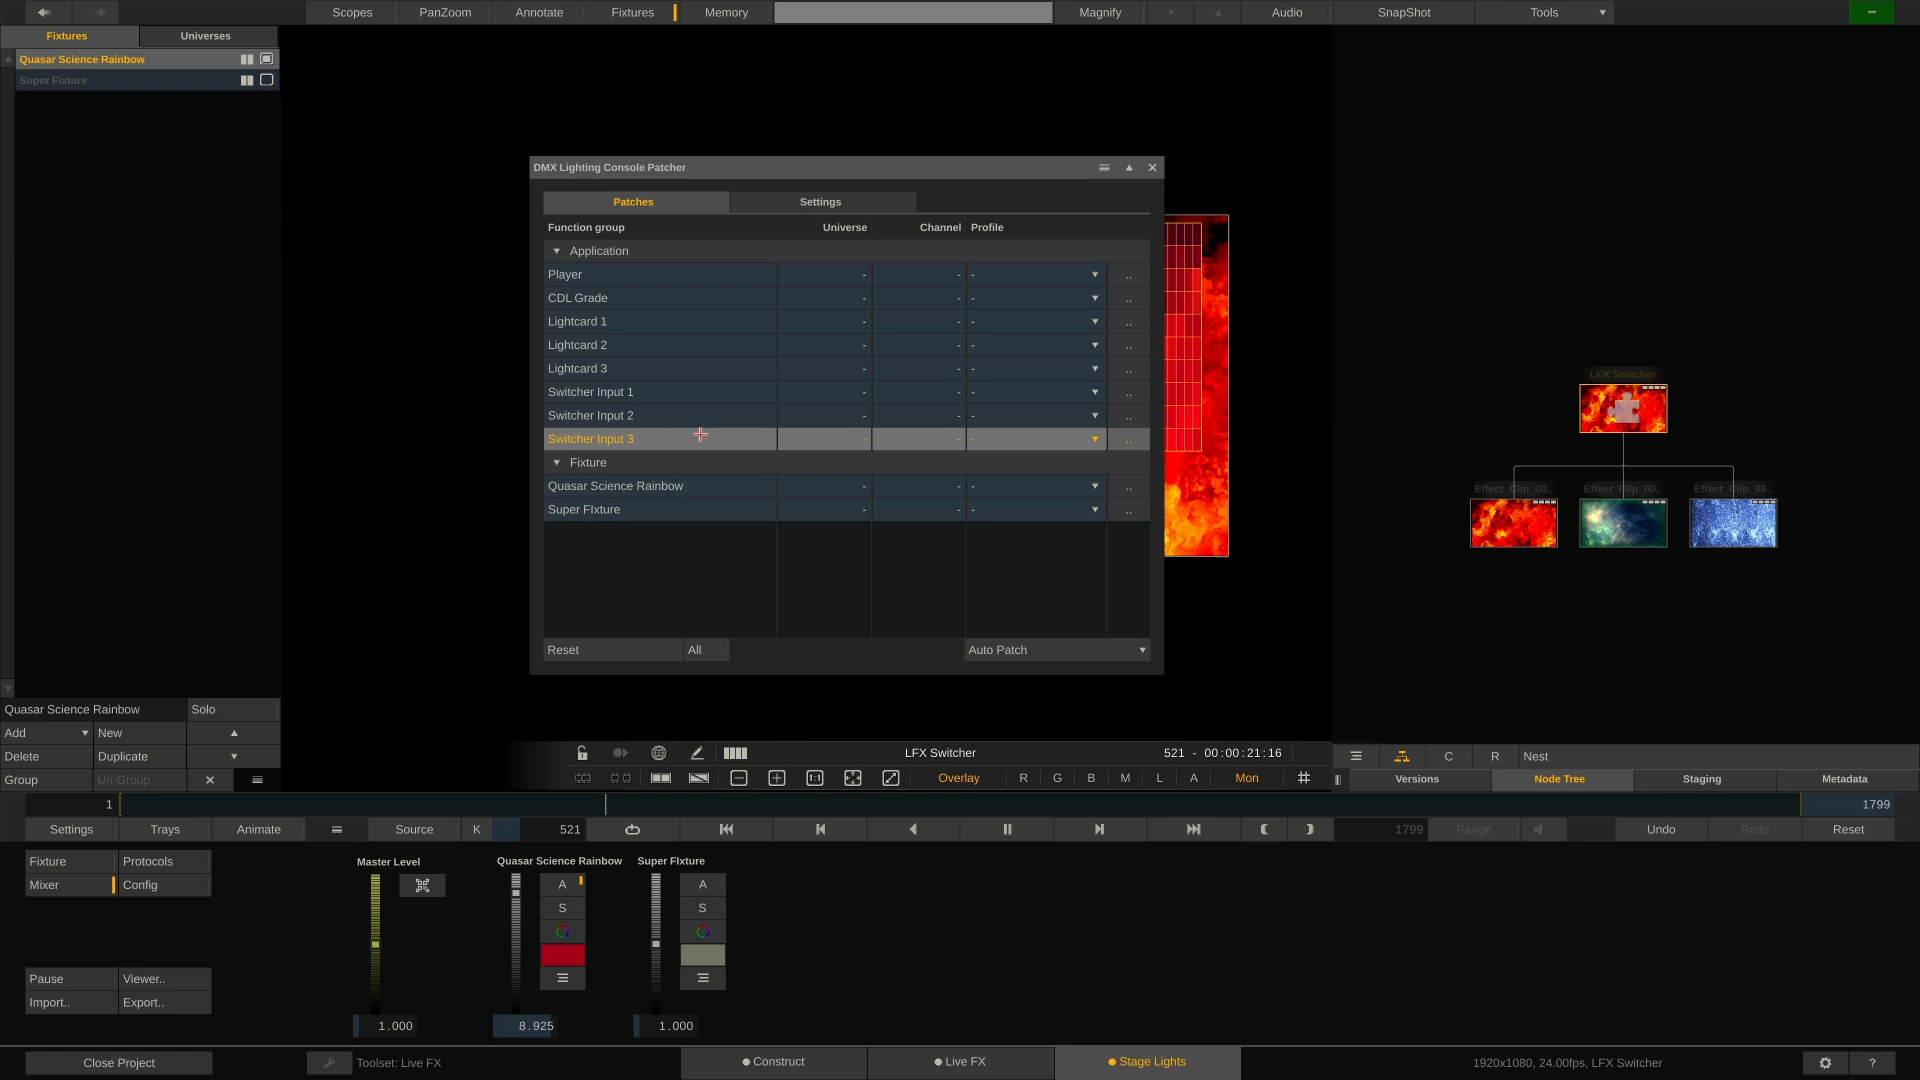 Scopes PanZoom Annotate Fixtures Memory Magnify Audio SnapShot Tools
Fixtures Universes
Quasar Science Rainbow
Super FIxture
DMX Lighting Console Patcher
Patches Settings
Function group Universe Channel Profile
Application
Player - - - ..
CDL Grade - - - ..
Lightcard 1 - - - ..
Lightcard 2 - - - ..
Lightcard 3 - - - ..
Switcher Input 1 - - - ..
Switcher Input 2 - - - ..
Switcher Input 3 - - - ..
Fixture
Quasar Science Rainbow - - - ..
Super FIxture - - - ..
Reset All Auto Patch
LFX Switcher
Effect_Clip_00.. Effect_Clip_00.. Effect_Clip_00..
Quasar Science Rainbow Solo
Add New
Delete Duplicate
Group Un-Group
LFX Switcher 521 - 00:00:21:16
C R Nest
1:1 Overlay R G B M L A Mon
Versions Node Tree Staging Metadata
1 1799
Settings Trays Animate Source K 521 1799 Range Undo Redo Reset
Fixture Protocols
Mixer Config
Pause Viewer..
Import.. Export..
Master Level Quasar Science Rainbow Super FIxture
A A
S S
1.000 8.925 1.000
Close Project Toolset: Live FX Construct Live FX Stage Lights 1920x1080, 24.00fps, LFX Switcher ?